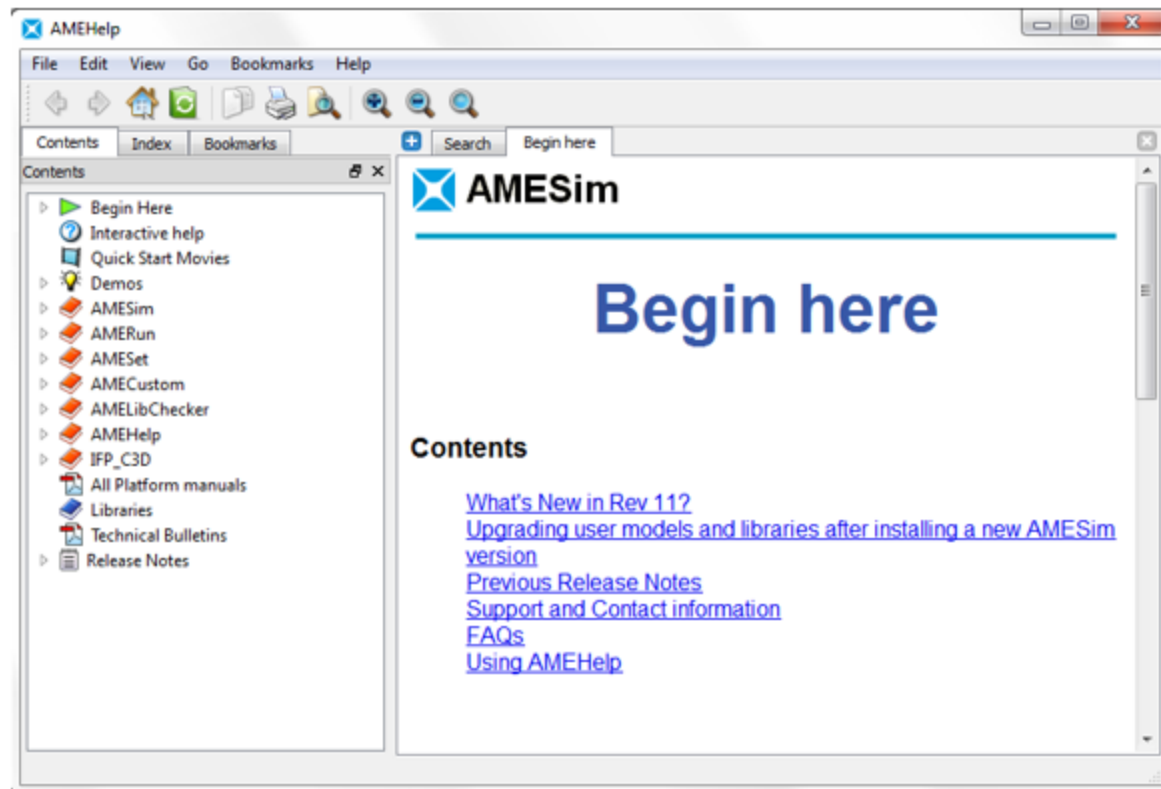 AMEHelp
File Edit View Go Bookmarks Help
Contents Index Bookmarks
Search Begin here
Contents
Begin Here
Interactive help
Quick Start Movies
Demos
AMESim
AMERun
AMESet
AMECustom
AMELibChecker
AMEHelp
IFP_C3D
All Platform manuals
Libraries
Technical Bulletins
Release Notes
AMESim
Begin here
Contents
What's New in Rev 11?
Upgrading user models and libraries after installing a new AMESim
version
Previous Release Notes
Support and Contact information
FAQs
Using AMEHelp